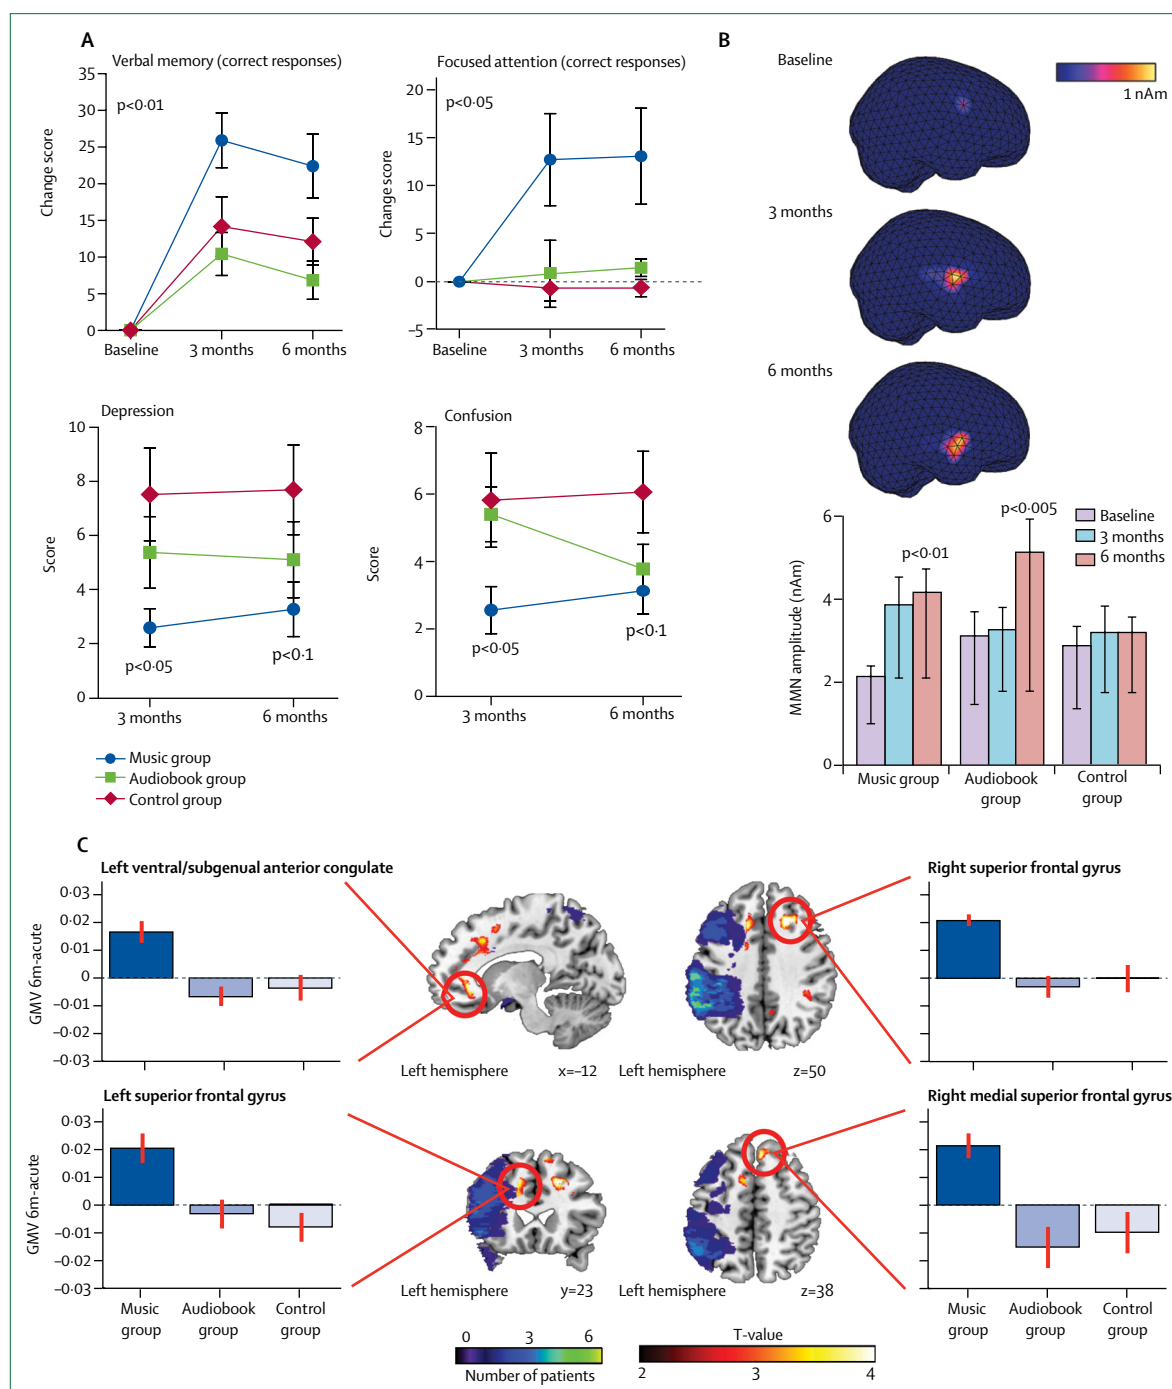 A
Verbal memory (correct responses)
35
30
25
20
15
10
5
0
Change score
p<0·01
Baseline
3 months
6 months
Focused attention (correct responses)
20
15
10
5
0
−5
Change score
p<0·05
Baseline
3 months
6 months
Depression
10
8
6
4
2
0
Score
p<0·05
p<0·1
3 months
6 months
Confusion
8
6
4
2
0
Score
p<0·05
p<0·1
3 months
6 months
Music group
Audiobook group
Control group
B
Baseline
1 nAm
3 months
6 months
6
4
2
0
MMN amplitude (nAm)
p<0·01
p<0·005
Baseline
3 months
6 months
Music group
Audiobook
group
Control
group
C
Left ventral/subgenual anterior congulate
0·03
0·02
0·01
0
−0·01
−0·02
−0·03
GMV 6m-acute
Left hemisphere
x=−12
Left hemisphere
z=50
Right superior frontal gyrus
Left superior frontal gyrus
0·03
0·02
0·01
0
−0·01
−0·02
−0·03
GMV 6m-acute
Music
group
Audiobook
group
Control
group
Left hemisphere
y=23
Left hemisphere
z=38
Right medial superior frontal gyrus
Music
group
Audiobook
group
Control
group
0
3
6
Number of patients
T-value
2
3
4